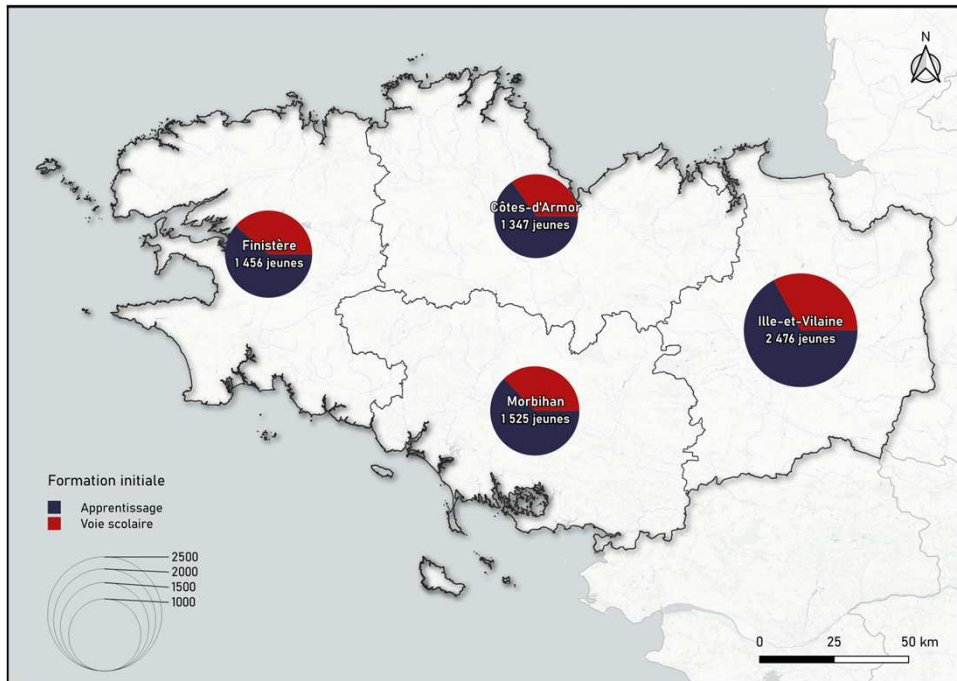 N
Côtes-d'Armor
1 347 jeunes
Finistère
1 456 jeunes
Ille-et-Vilaine
2 476 jeunes
Morbihan
1 525 jeunes
Formation initiale
Apprentissage
Voie scolaire
2500
2000
1500
1000
0 25 50 km